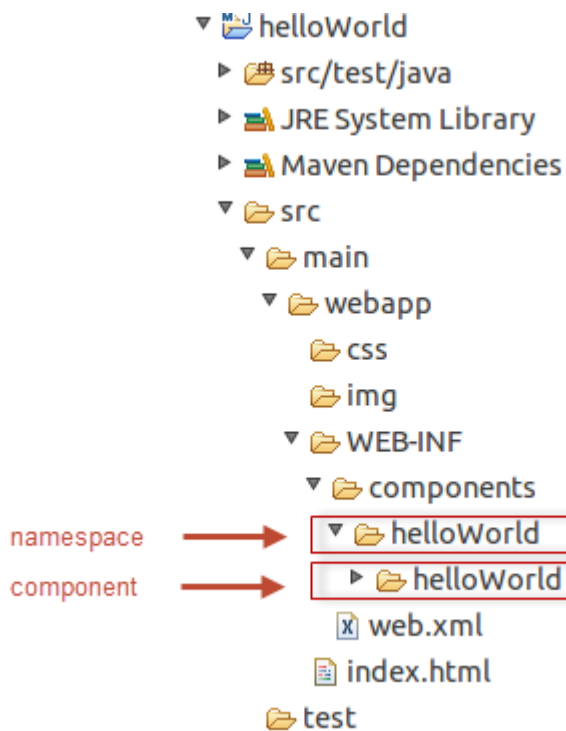 helloWorld
src/test/java
JRE System Library
Maven Dependencies
src
main
webapp
css
img
WEB-INF
components
namespace helloWorld
component helloWorld
web.xml
index.html
test